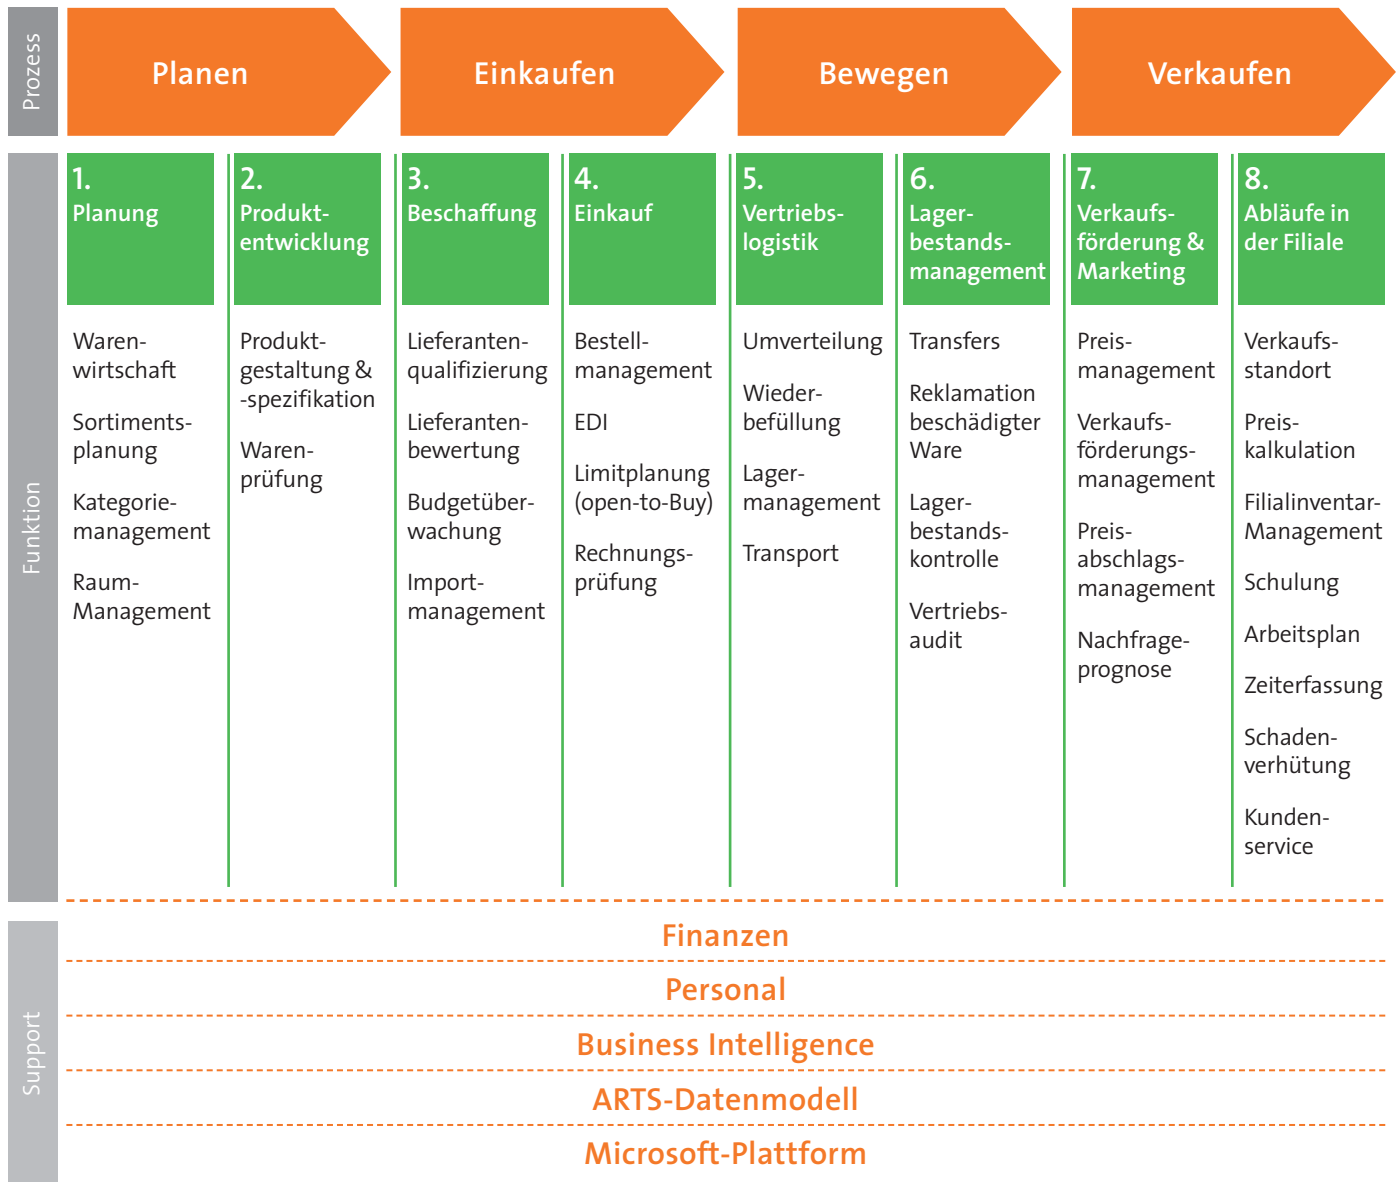 Prozess
Planen
Einkaufen
Bewegen
Verkaufen
Funktion
1.
Planung
Waren-
wirtschaft
Sortiments-
planung
Kategorie-
management
Raum-
Management
2.
Produkt-
entwicklung
Produkt-
gestaltung &
-spezifikation
Waren-
prüfung
3.
Beschaffung
Lieferanten-
qualifizierung
Lieferanten-
bewertung
Budgetüber-
wachung
Import-
management
4.
Einkauf
Bestell-
management
EDI
Limitplanung
(open-to-Buy)
Rechnungs-
prüfung
5.
Vertriebs-
logistik
Umverteilung
Wieder-
befüllung
Lager-
management
Transport
6.
Lager-
bestands-
management
Transfers
Reklamation
beschädigter
Ware
Lager-
bestands-
kontrolle
Vertriebs-
audit
7.
Verkaufs-
förderung &
Marketing
Preis-
management
Verkaufs-
förderungs-
management
Preis-
abschlags-
management
Nachfrage-
prognose
8.
Abläufe in
der Filiale
Verkaufs-
standort
Preis-
kalkulation
Filialinventar-
Management
Schulung
Arbeitsplan
Zeiterfassung
Schaden-
verhütung
Kunden-
service
Support
Finanzen
Personal
Business Intelligence
ARTS-Datenmodell
Microsoft-Plattform